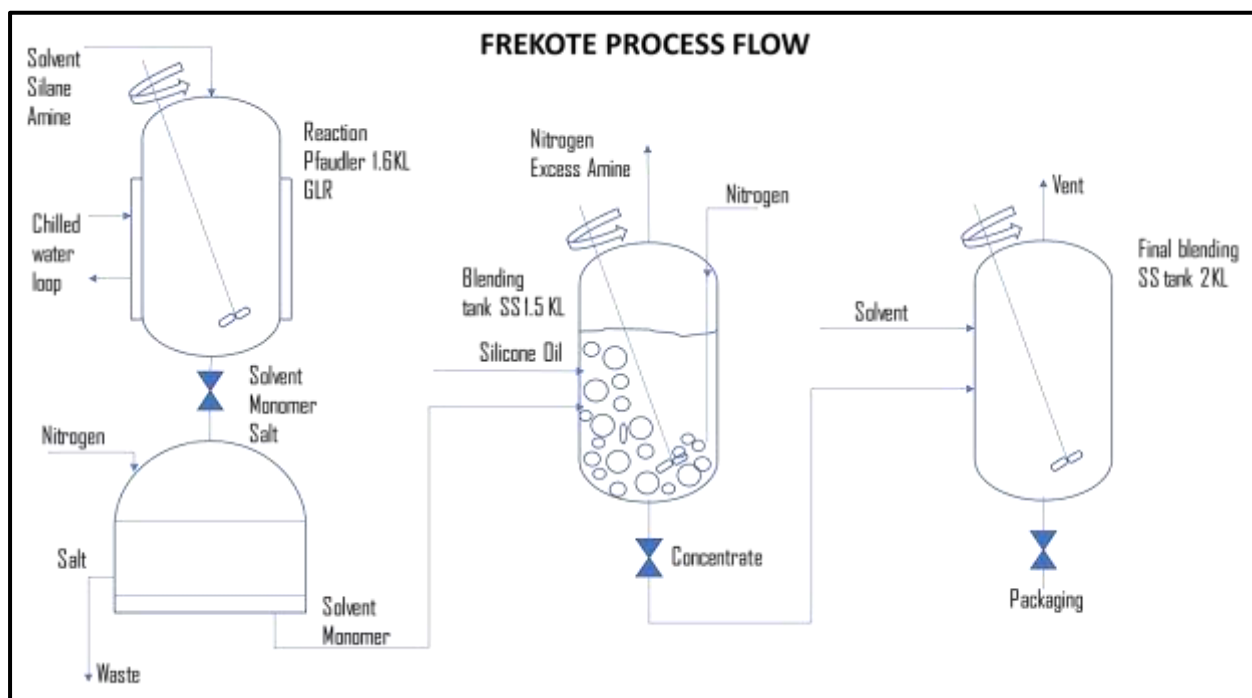 FREKOTE PROCESS FLOW
Solvent
Silane
Amine
Reaction
Pfaudler 1.6KL
GLR
Chilled
water
loop
Solvent
Monomer
Salt
Nitrogen
Salt
Waste
Solvent
Monomer
Nitrogen
Excess Amine
Nitrogen
Blending
tank SS1.5 KL
Silicone Oil
Concentrate
Vent
Final blending
SS tank 2KL
Solvent
Packaging